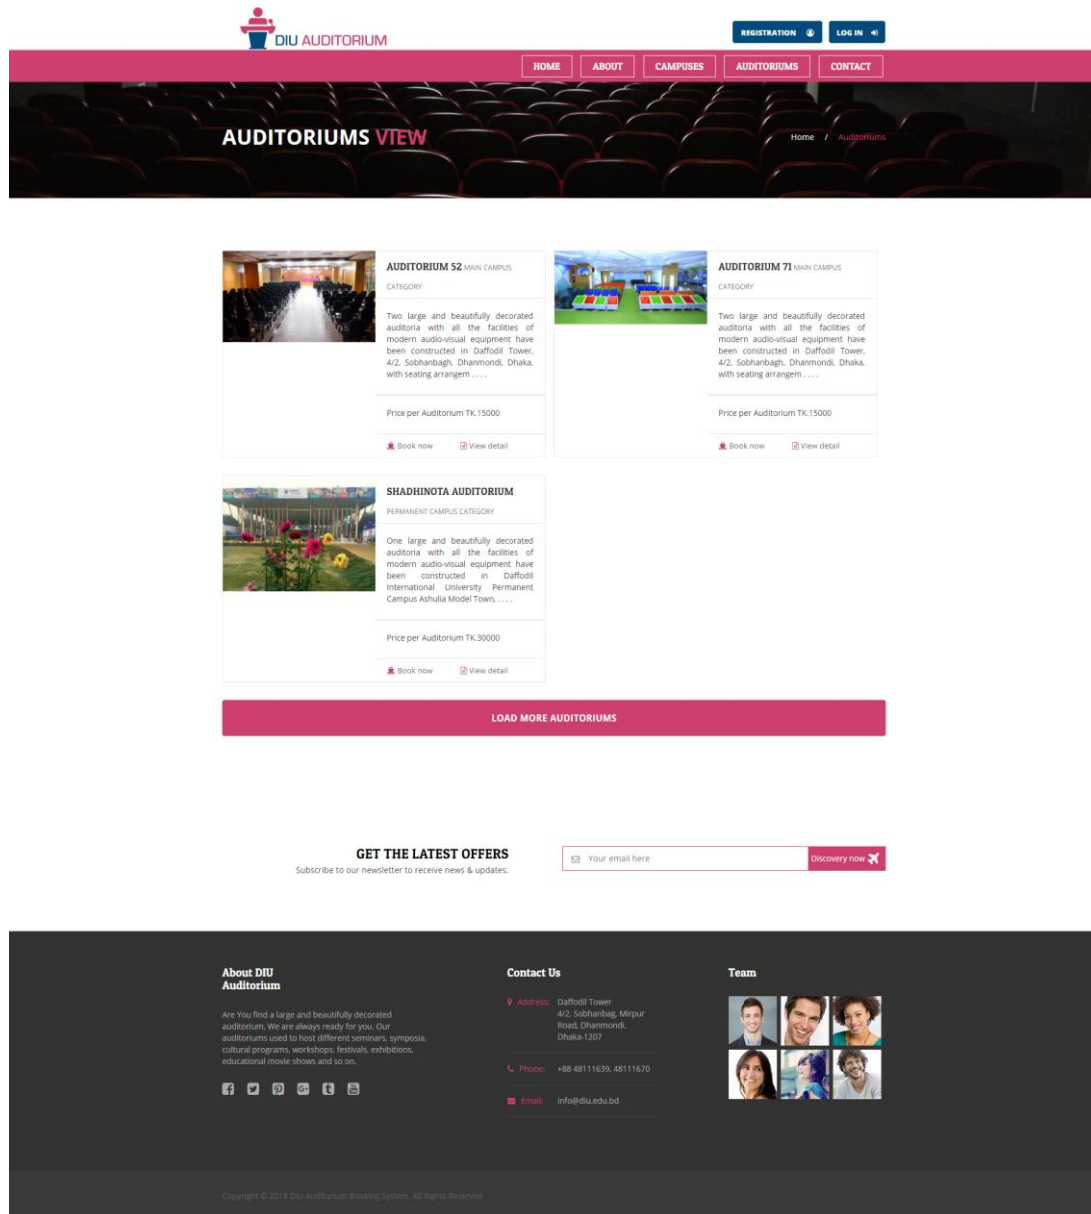 DIU AUDITORIUM
REGISTRATION
LOG IN
HOME
ABOUT
CAMPUSES
AUDITORIUMS
CONTACT
AUDITORIUMS VIEW
Home / Auditoriums
AUDITORIUM 52 MAIN CAMPUS
CATEGORY
Two large and beautifully decorated
auditoria with all the facilities of
modern audio-visual equipment have
been constructed in Daffodil Tower,
4/2, Sobhanbagh, Dhanmondi, Dhaka,
with seating arrangem . . . .
Price per Auditorium TK.15000
Book now
View detail
AUDITORIUM 71 MAIN CAMPUS
CATEGORY
Two large and beautifully decorated
auditoria with all the facilities of
modern audio-visual equipment have
been constructed in Daffodil Tower,
4/2, Sobhanbagh, Dhanmondi, Dhaka,
with seating arrangem . . . .
Price per Auditorium TK.15000
Book now
View detail
SHADHINOTA AUDITORIUM
PERMANENT CAMPUS CATEGORY
One large and beautifully decorated
auditoria with all the facilities of
modern audio-visual equipment have
been constructed in Daffodil
International University Permanent
Campus Ashulia Model Town, . . . .
Price per Auditorium TK.30000
Book now
View detail
LOAD MORE AUDITORIUMS
GET THE LATEST OFFERS
Subscribe to our newsletter to receive news & updates.
Your email here
Discovery now
About DIU
Auditorium
Are You find a large and beautifully decorated
auditorium, We are always ready for you. Our
auditoriums used to host different seminars, symposia,
cultural programs, workshops, festivals, exhibitions,
educational movie shows and so on.
Contact Us
Address: Daffodil Tower
4/2, Sobhanbag, Mirpur
Road, Dhanmondi,
Dhaka-1207
Phone: +88 48111639, 48111670
Email: info@diu.edu.bd
Team
Copyright © 2018 DIU Auditurium Booking System. All Rights Reserved